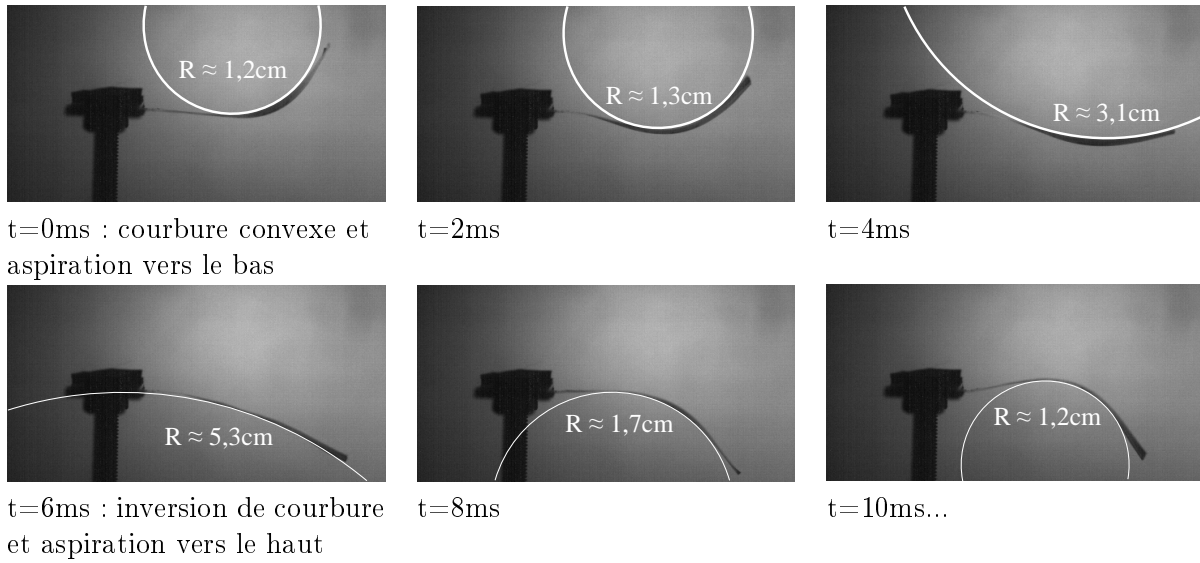 R ≈ 1,2cm
R ≈ 1,3cm
R ≈ 3,1cm
t=0ms : courbure convexe et
aspiration vers le bas
t=2ms
t=4ms
R ≈ 5,3cm
R ≈ 1,7cm
R ≈ 1,2cm
t=6ms : inversion de courbure
et aspiration vers le haut
t=8ms
t=10ms...